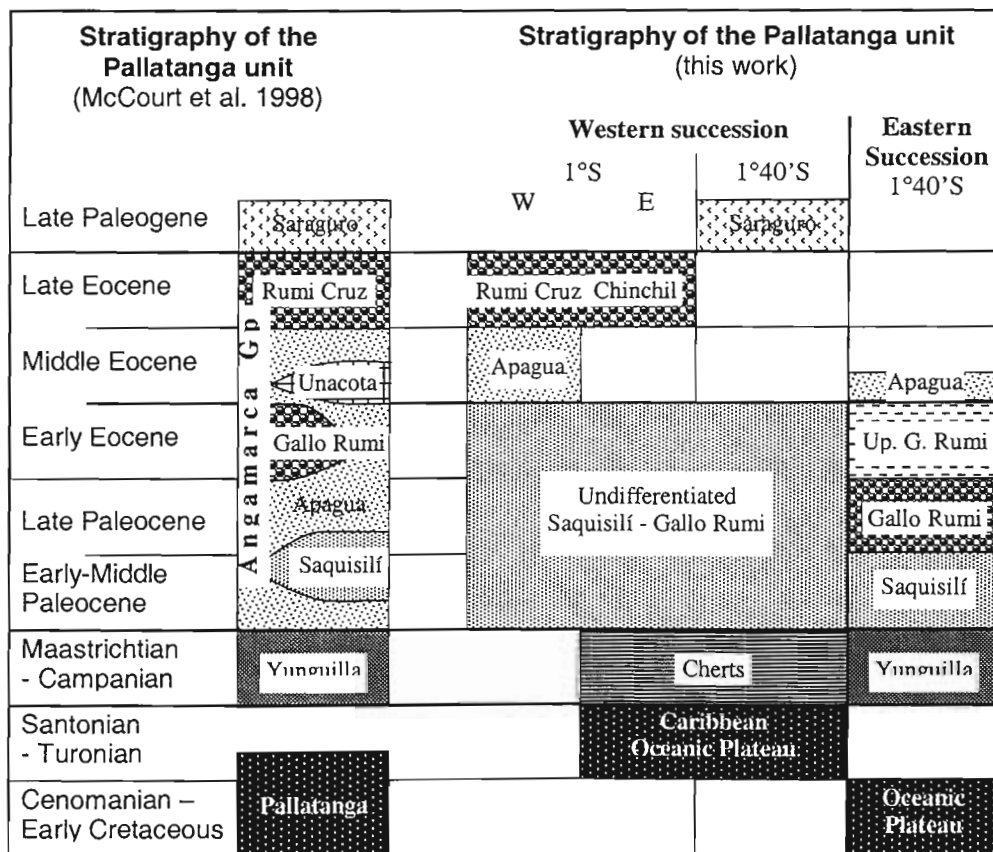 Stratigraphy of the
Pallatanga unit
(McCourt et al. 1998)
Stratigraphy of the Pallatanga unit
(this work)
Western succession
Eastern
Succession
1°40'S
1°S
1°40'S
W
E
Late Paleogene
Saraguro
Saraguro
Late Eocene
Rumi Cruz
Rumi Cruz Chinchil
Middle Eocene
Unacota
Apagua
Apagua
Early Eocene
Gallo Rumi
Up. G. Rumi
Late Paleocene
Apagua
Undifferentiated
Saquisilí - Gallo Rumi
Gallo Rumi
Early-Middle
Paleocene
Saquisilí
Saquisilí
Angamarca Gp
Maastrichtian
- Campanian
Yunguilla
Cherts
Yunguilla
Santonian
- Turonian
Caribbean
Oceanic Plateau
Cenomanian –
Early Cretaceous
Pallatanga
Oceanic
Plateau